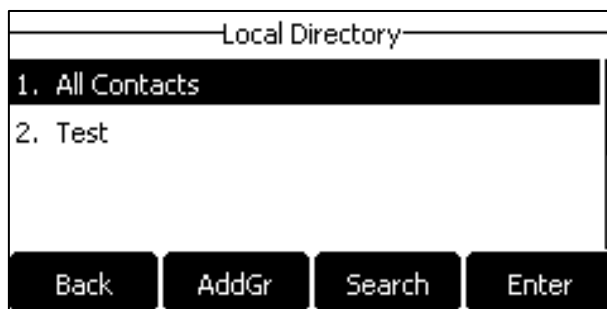 Local Directory
1. All Contacts
2. Test
Back AddGr Search Enter